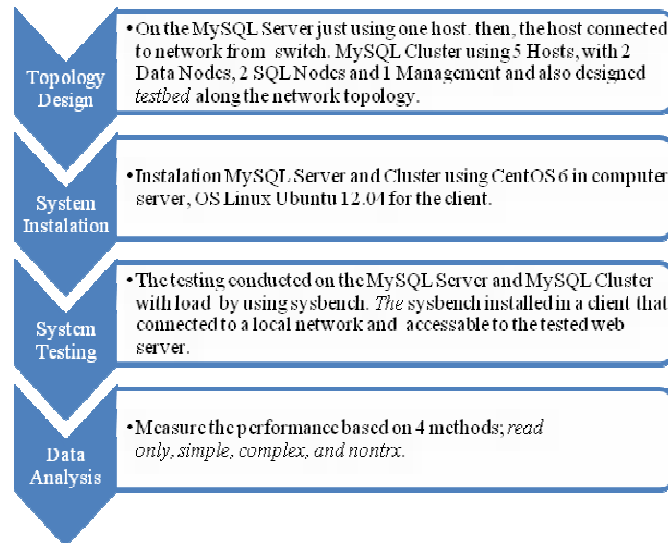 Topology
Design
•On the MySQL Server just using one host. then, the host connected
to network from switch. MySQL Cluster using 5 Hosts, with 2
Data Nodes, 2 SQL Nodes and 1 Management and also designed
testbed along the network topology.
System
Instalation
•Instalation MySQL Server and Cluster using CentOS 6 in computer
server, OS Linux Ubuntu 12.04 for the client.
System
Testing
•The testing conducted on the MySQL Server and MySQL Cluster
with load by using sysbench. The sysbench installed in a client that
connected to a local network and accessable to the tested web
server.
Data
Analysis
•Measure the performance based on 4 methods; read
only, simple, complex, and nontrx.